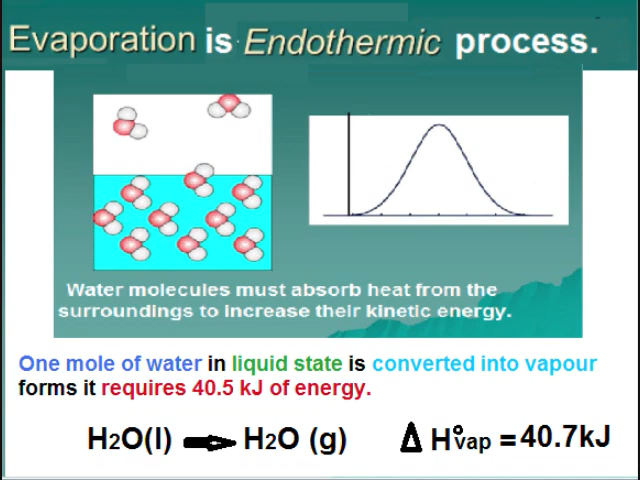 Evaporation is Endothermic process.
Water molecules must absorb heat from the
surroundings to increase their kinetic energy.
One mole of water in liquid state is converted into vapour
forms it requires 40.5 kJ of energy.
H2O(l) → H2O (g) Δ H°vap = 40.7kJ